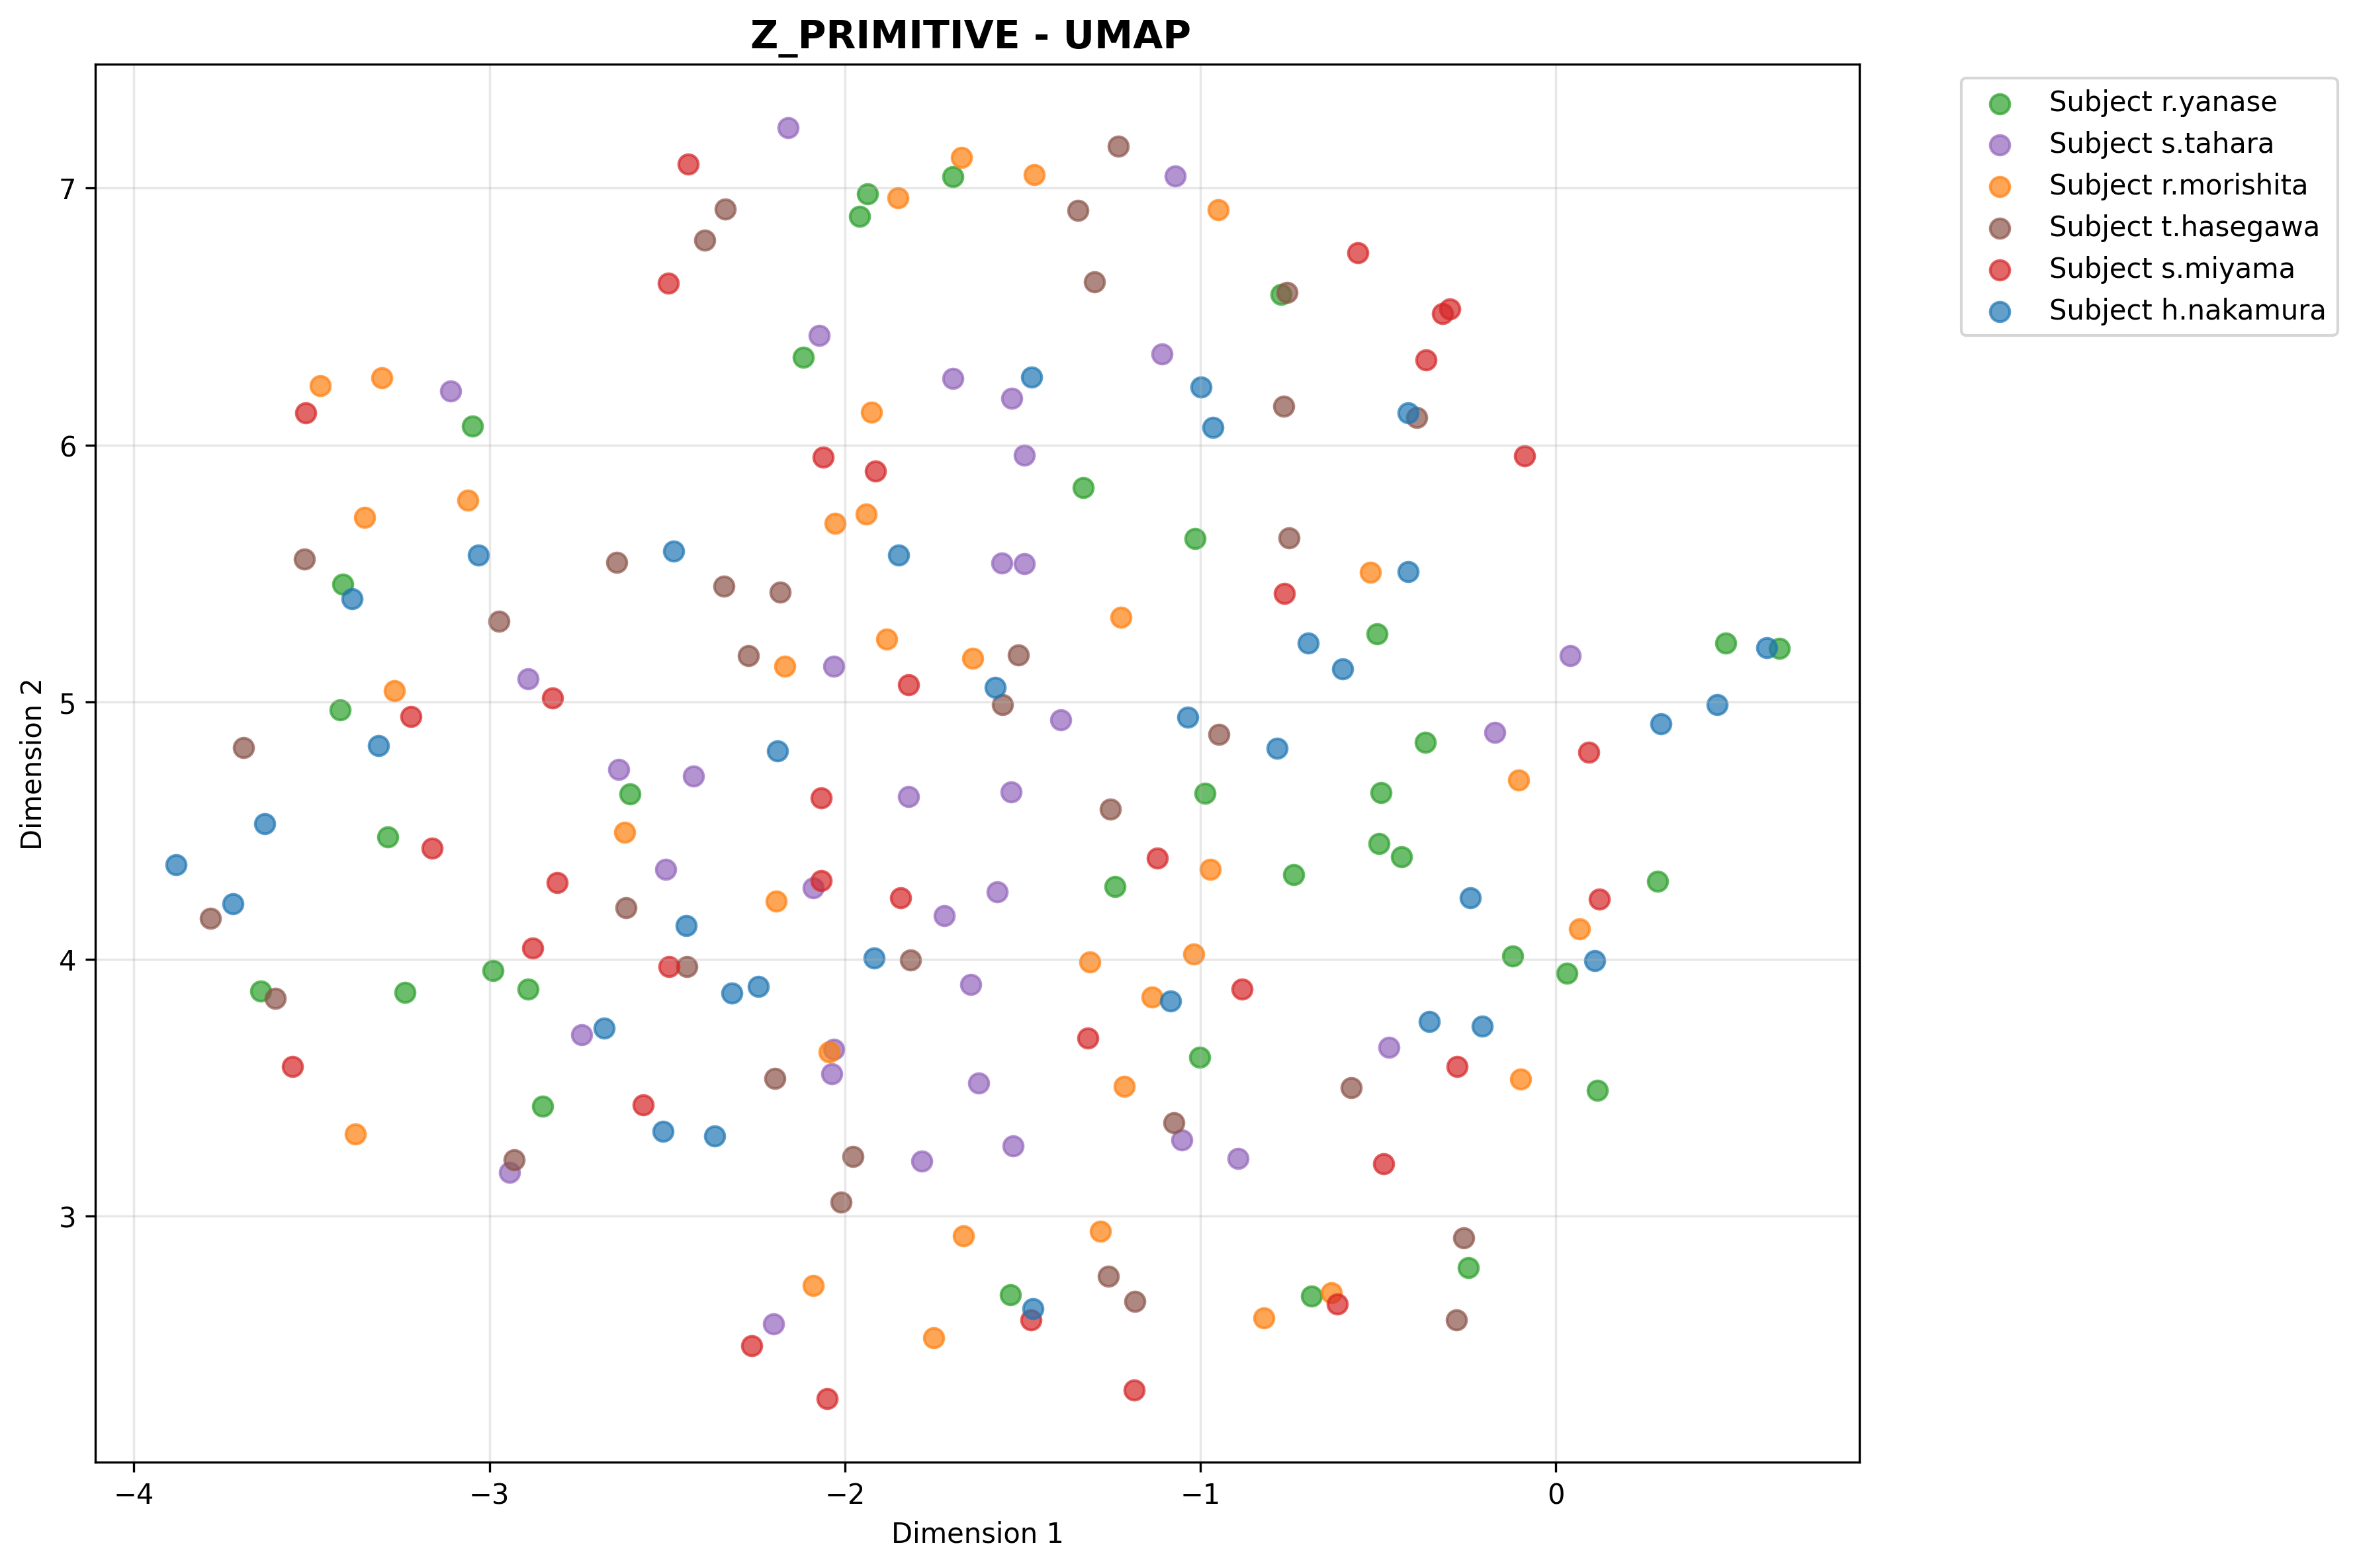 Z_PRIMITIVE - UMAP
Subject r.yanase
Subject s.tahara
Subject r.morishita
Subject t.hasegawa
Subject s.miyama
Subject h.nakamura
7
6
5
4
3
Dimension 2
−4
−3
−2
−1
0
Dimension 1